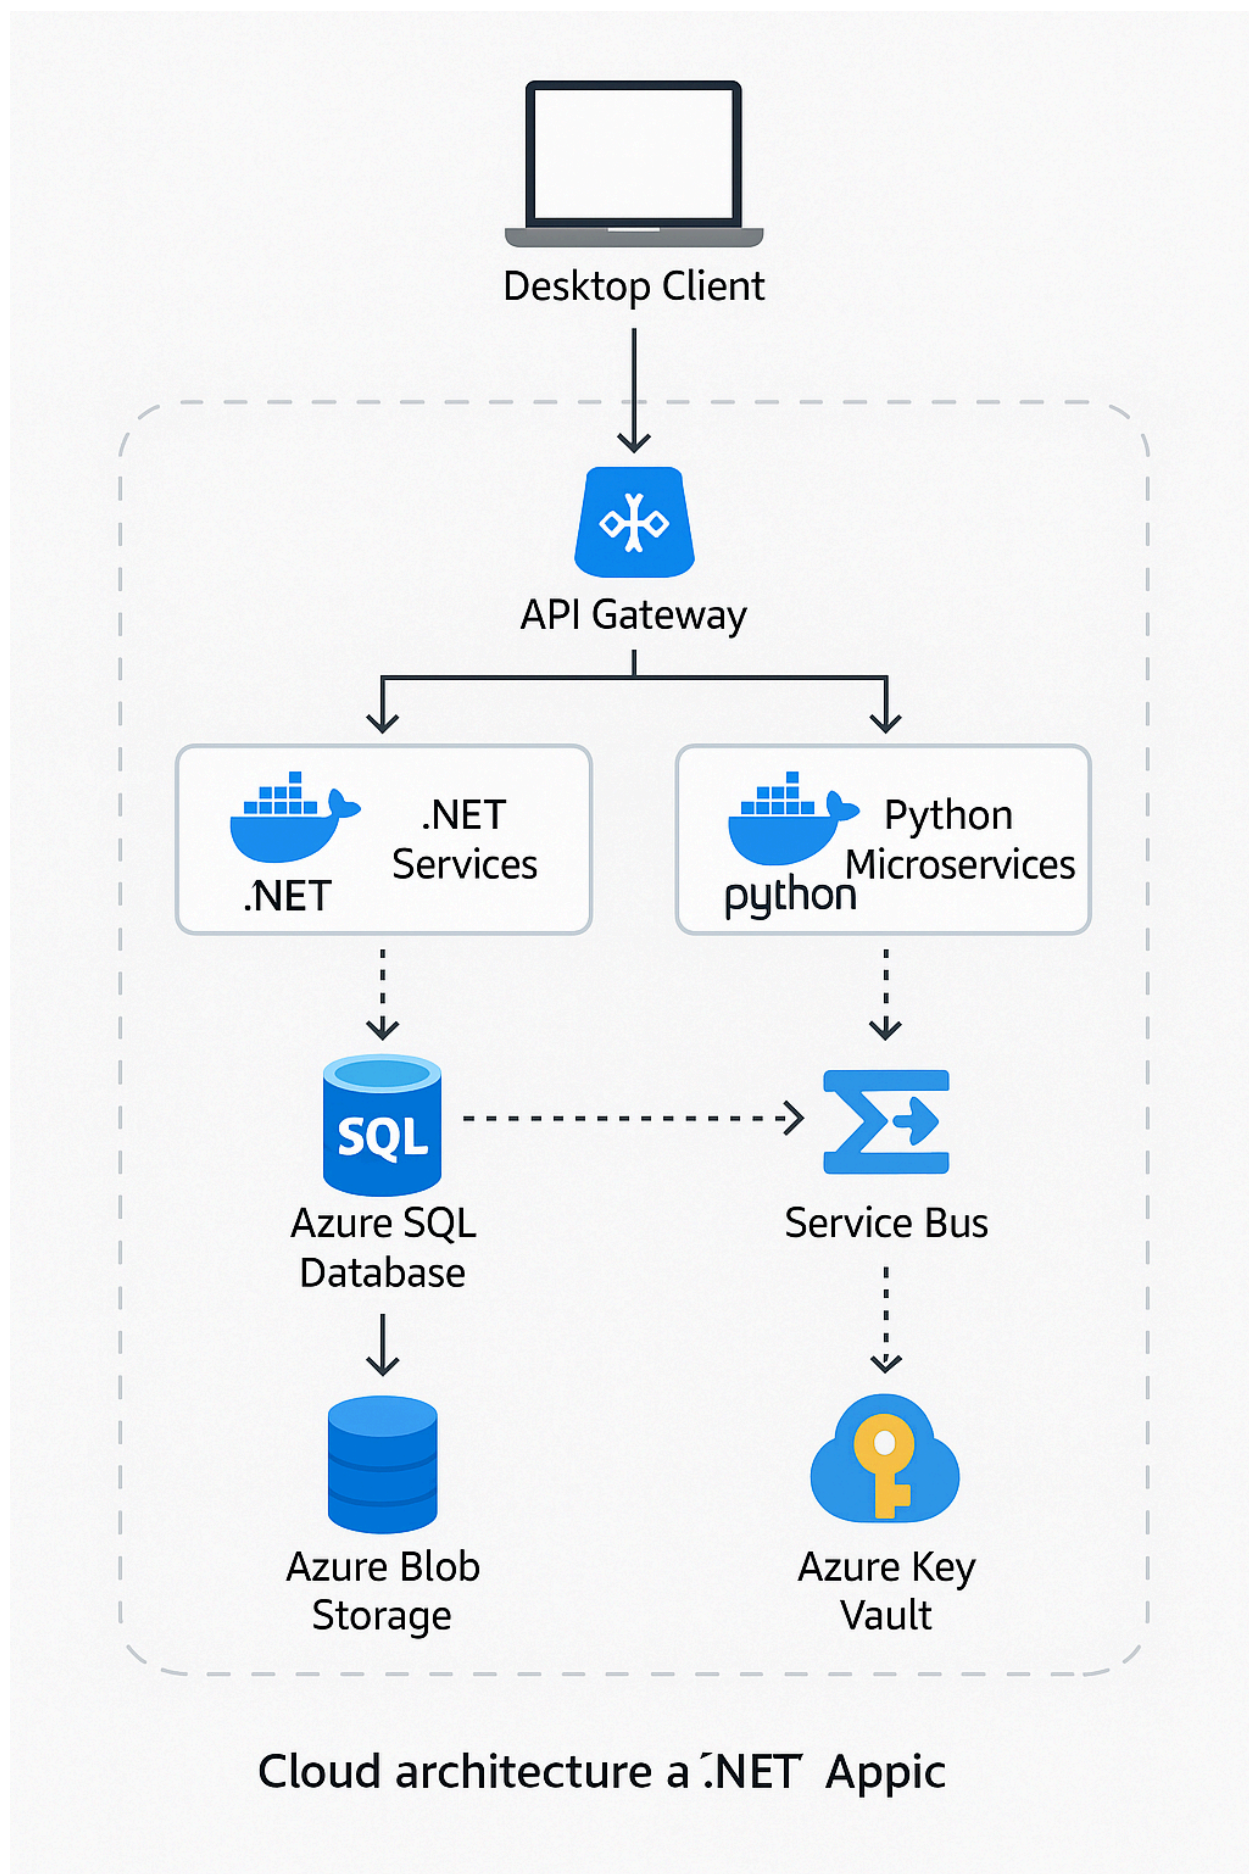 Desktop Client
API Gateway
.NET
Services
.NET
Python
Microservices
python
SQL
Azure SQL
Database
Service Bus
Azure Blob
Storage
Azure Key
Vault
Cloud architecture a ´.NET´ Appic